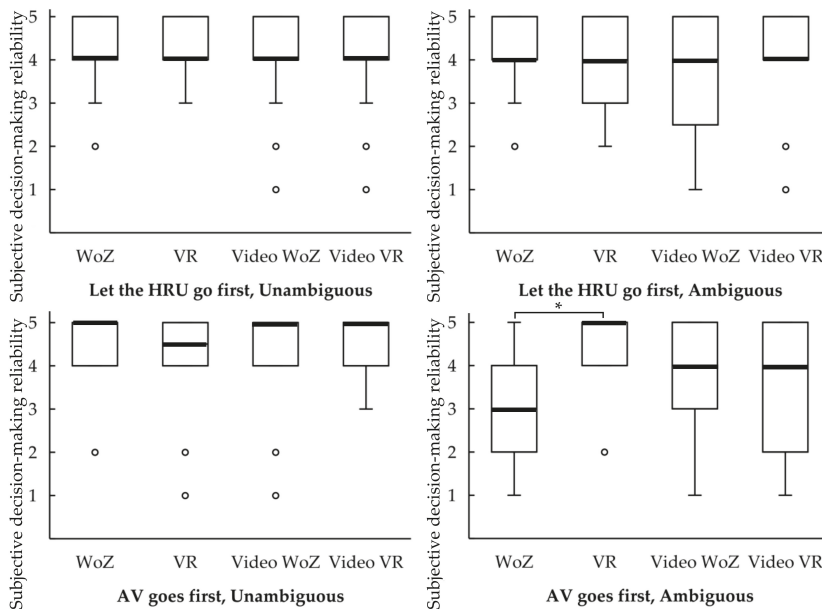 Subjective decision-making reliability
5
4
3
2
1
WoZ VR Video WoZ Video VR
Let the HRU go first, Unambiguous
Subjective decision-making reliability
5
4
3
2
1
WoZ VR Video WoZ Video VR
Let the HRU go first, Ambiguous
Subjective decision-making reliability
5
4
3
2
1
WoZ VR Video WoZ Video VR
AV goes first, Unambiguous
Subjective decision-making reliability
*
5
4
3
2
1
WoZ VR Video WoZ Video VR
AV goes first, Ambiguous